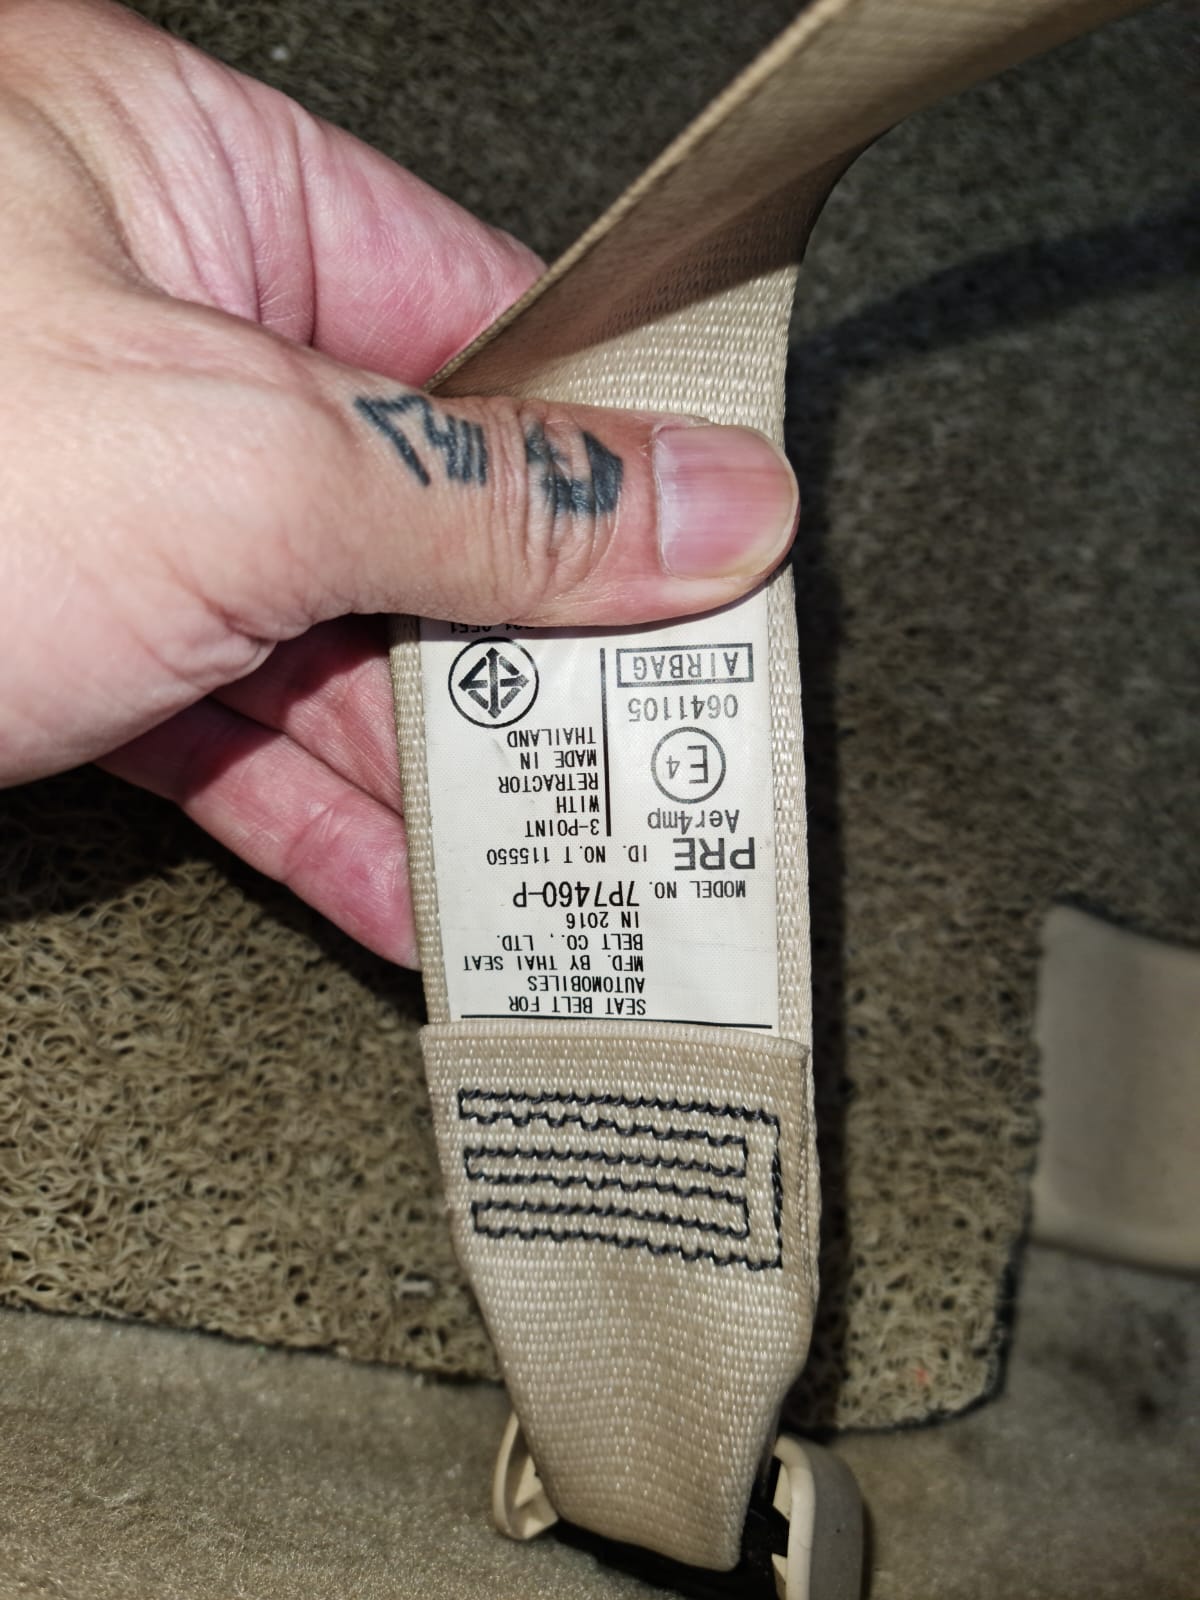 SEAT BELT FOR
AUTOMOBILES
MFD. BY THAI SEAT
BELT CO., LTD.
IN 2016
MODEL NO. 7P7460-P
PRE ID. NO. T 115550
3-POINT
WITH
RETRACTOR
MADE IN
THAILAND
Aer4mp
E4
0641105
AIRBAG